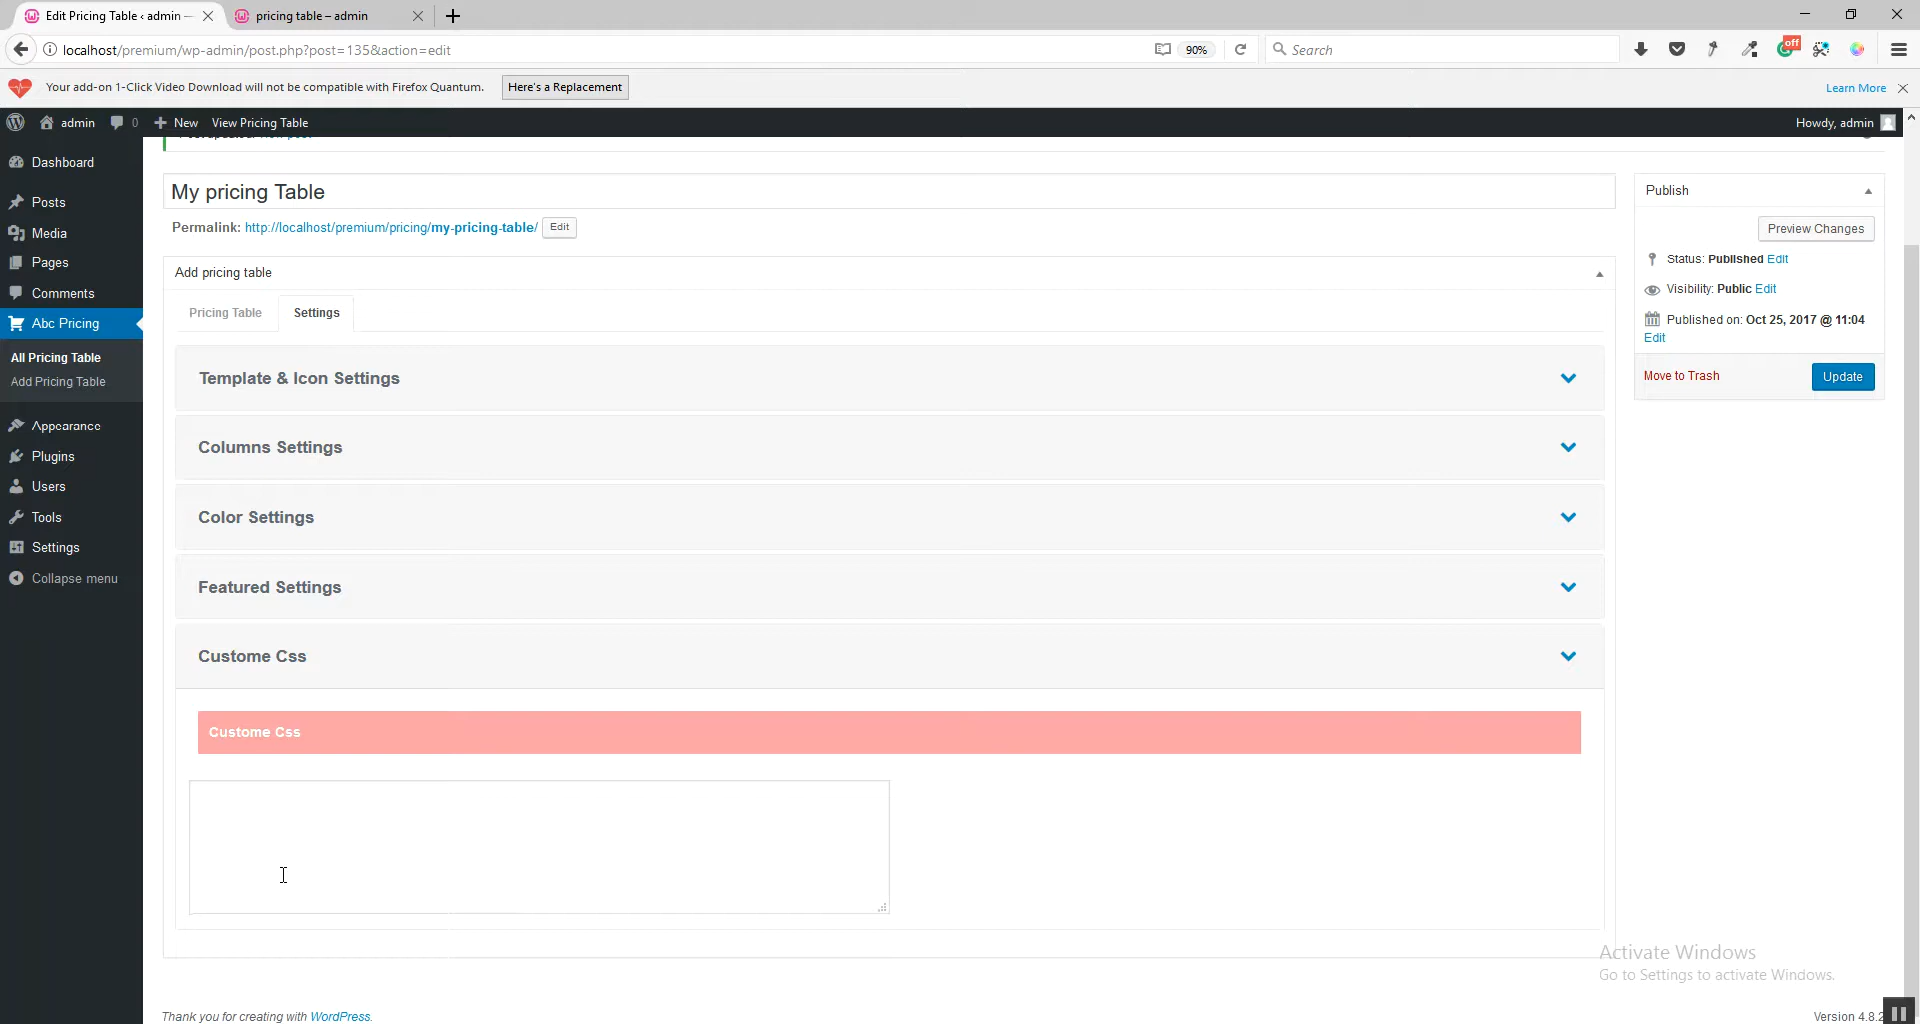 Edit Pricing Table ‹ admin —
pricing table – admin
localhost/premium/wp-admin/post.php?post=135&action=edit
90%
Search
off
Your add-on 1-Click Video Download will not be compatible with Firefox Quantum.
Here's a Replacement
Learn More
admin
0
New
View Pricing Table
Howdy, admin
Dashboard
Posts
Media
Pages
Comments
Abc Pricing
All Pricing Table
Add Pricing Table
Appearance
Plugins
Users
Tools
Settings
Collapse menu
My pricing Table
Permalink: http://localhost/premium/pricing/my-pricing-table/ Edit
Add pricing table
Pricing Table
Settings
Template & Icon Settings
Columns Settings
Color Settings
Featured Settings
Custome Css
Custome Css
Publish
Preview Changes
Status: Published Edit
Visibility: Public Edit
Published on: Oct 25, 2017 @ 11:04
Edit
Move to Trash
Update
Activate Windows
Go to Settings to activate Windows.
Thank you for creating with WordPress.
Version 4.8.2